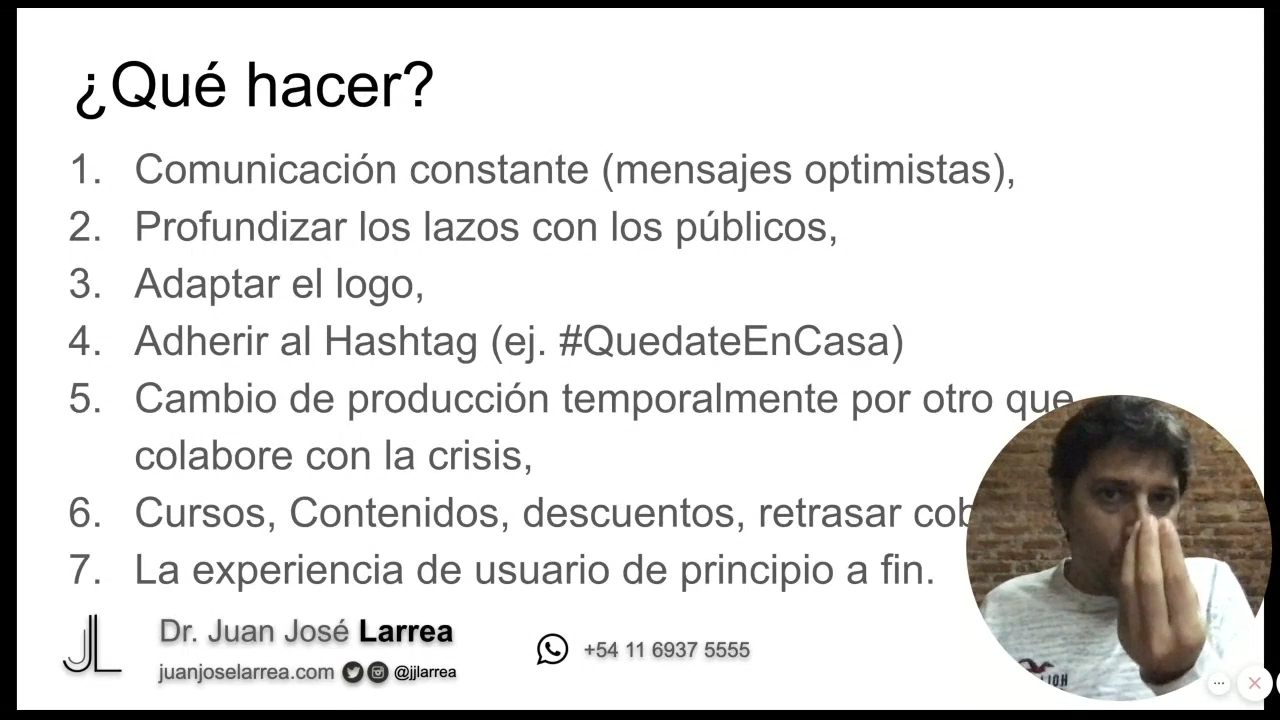 ¿Qué hacer?
1. Comunicación constante (mensajes optimistas),
2. Profundizar los lazos con los públicos,
3. Adaptar el logo,
4. Adherir al Hashtag (ej. #QuedateEnCasa)
5. Cambio de producción temporalmente por otro que
colabore con la crisis,
6. Cursos, Contenidos, descuentos, retrasar
7. La experiencia de usuario de principio a fin.
JL
Dr. Juan José Larrea
juanjoselarrea.com @jjlarrea
+54 11 6937 5555